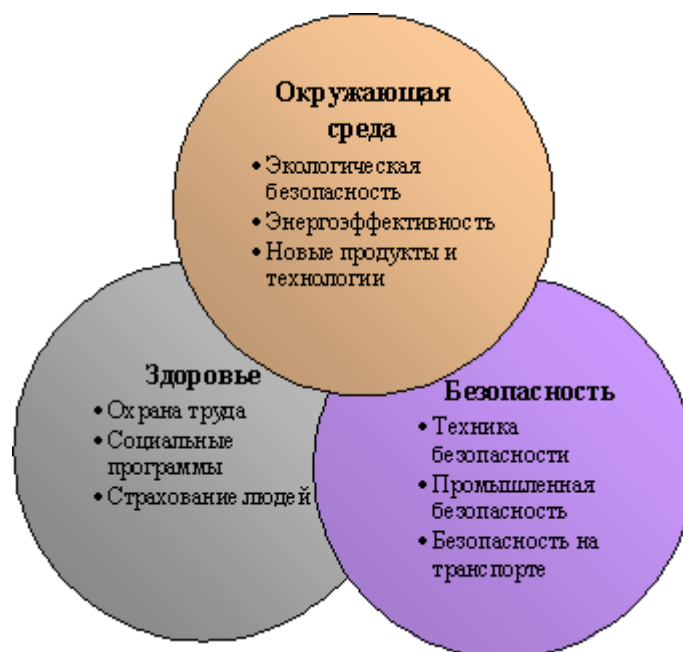 Окружающая
среда
• Экологическая
безопасность
• Энергоэффективность
• Новые продукты и
технологии
Здоровье
• Охрана труда
• Социальные
программы
• Страхование людей
Безопасность
• Техника
безопасности
• Промышленная
безопасность
• Безопасность на
транспорте